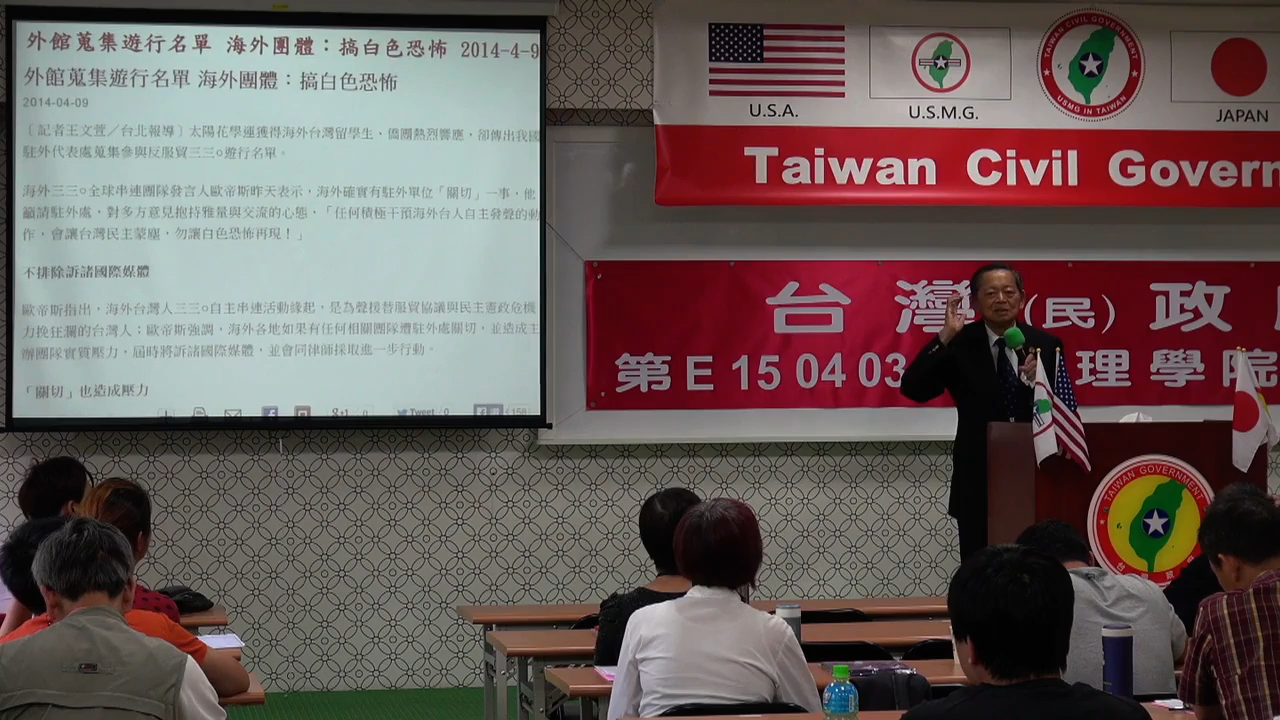 外館蒐集遊行名單 海外團體：搞白色恐怖 2014-4-9
外館蒐集遊行名單 海外團體：搞白色恐怖
2014-04-09
〔記者王文萱／台北報導〕太陽花學運獲得海外台灣留學生、僑團熱烈響應，卻傳出我國
駐外代表處蒐集參與反服貿三三○遊行名單。
海外三三○全球串連團隊發言人歐帝斯昨天表示，海外確實有駐外單位「關切」一事，他
籲請駐外處，對多方意見抱持雅量與交流的心態，「任何積極干預海外台人自主發聲的動
作，會讓台灣民主蒙塵，勿讓白色恐怖再現！」
不排除訴諸國際媒體
歐帝斯指出，海外台灣人三三○自主串連活動緣起，是為聲援替服貿協議與民主憲政危機
力挽狂瀾的台灣人；歐帝斯強調，海外各地如果有任何相關團隊體駐外處關切，並造成主
辦團隊實質壓力，屆時將訴諸國際媒體，並會同律師採取進一步行動。
「關切」也造成壓力
Tweet 0
158
U.S.A.
U.S.M.G.
TAIWAN CIVIL GOVERNMENT
USMG IN TAIWAN
JAPAN
Taiwan Civil Govern
台灣(民)政
第E 15 04 03 理學院
TAIWAN GOVERNMENT